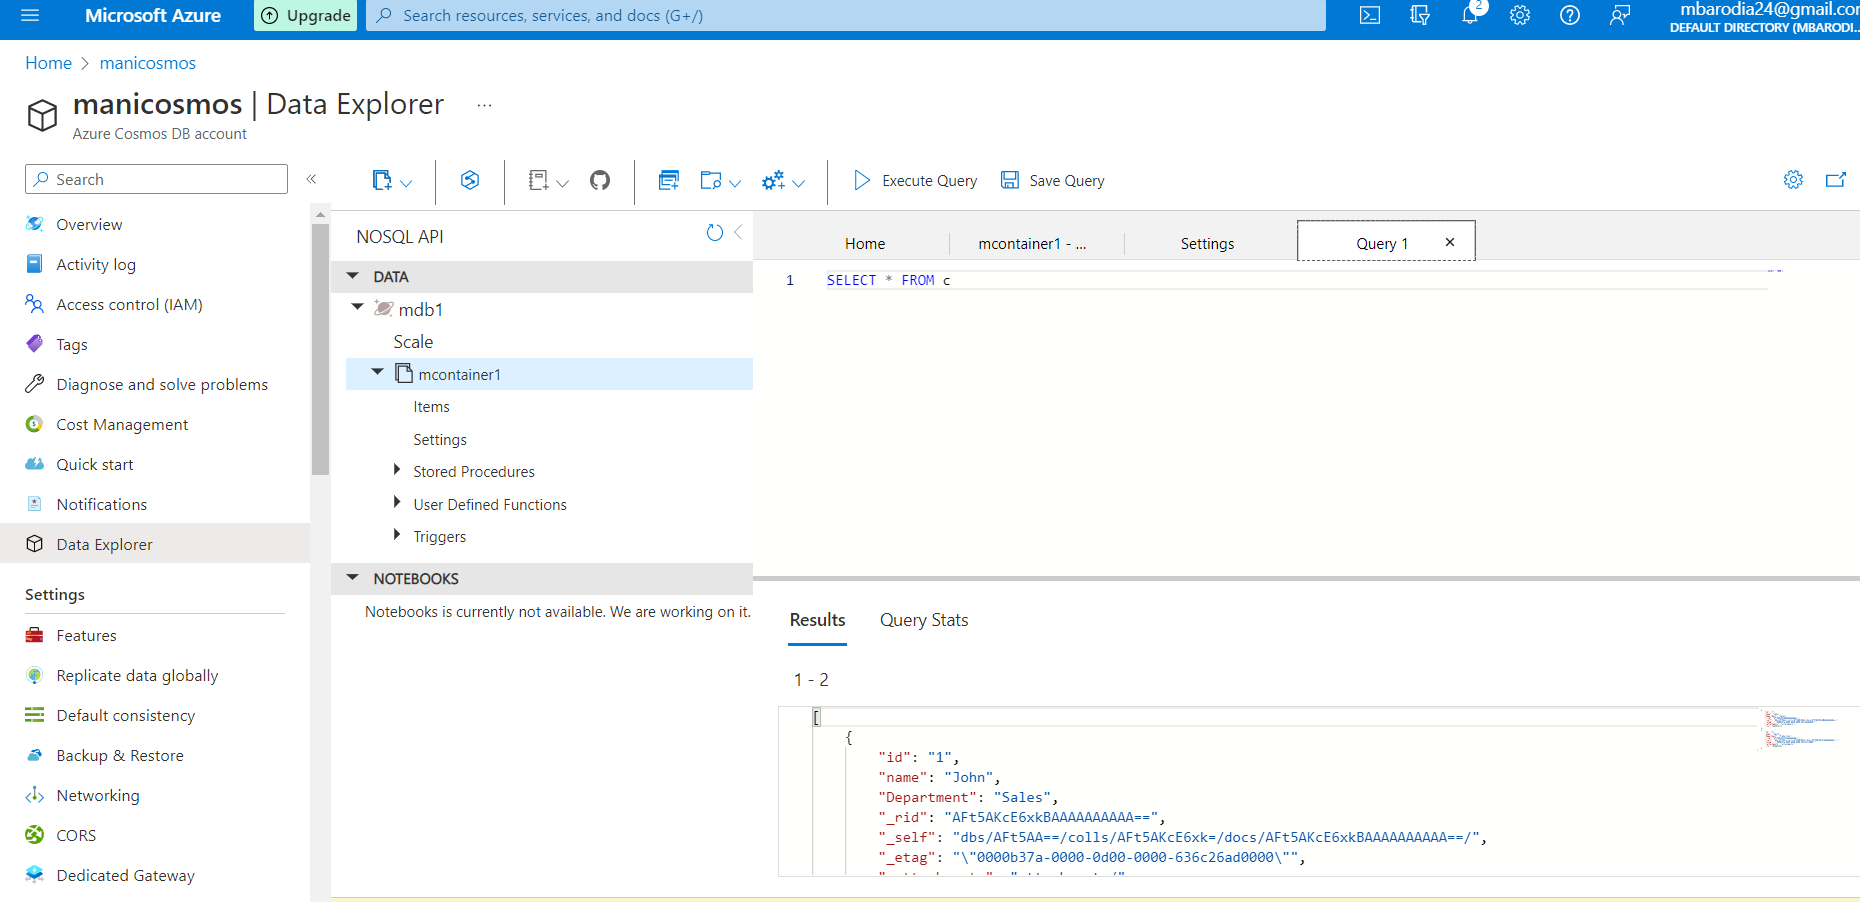 Microsoft Azure
Upgrade
Search resources, services, and docs (G+/)
2
mbarodia24@gmail.cor
DEFAULT DIRECTORY (MBARODI...
Home > manicosmos
manicosmos | Data Explorer ...
Azure Cosmos DB account
Search
«
Overview
Activity log
Access control (IAM)
Tags
Diagnose and solve problems
Cost Management
Quick start
Notifications
Data Explorer
Settings
Features
Replicate data globally
Default consistency
Backup & Restore
Networking
CORS
Dedicated Gateway
Execute Query
Save Query
NOSQL API
DATA
mdb1
Scale
mcontainer1
Items
Settings
Stored Procedures
User Defined Functions
Triggers
NOTEBOOKS
Notebooks is currently not available. We are working on it.
Home
mcontainer1 - ...
Settings
Query 1
1 SELECT * FROM c
Results
Query Stats
1 - 2
[
{
"id": "1",
"name": "John",
"Department": "Sales",
"_rid": "AFt5AKcE6xkBAAAAAAAAAA==",
"_self": "dbs/AFt5AA==/colls/AFt5AKcE6xk=/docs/AFt5AKcE6xkBAAAAAAAAAA==/",
"_etag": "\"0000b37a-0000-0d00-0000-636c26ad0000\"",